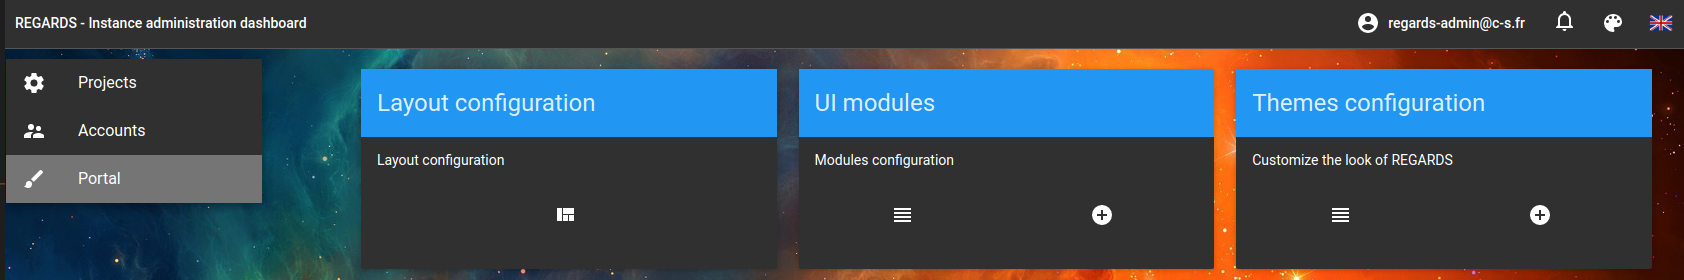 REGARDS - Instance administration dashboard
regards-admin@c-s.fr
Projects
Accounts
Portal
Layout configuration
Layout configuration
UI modules
Modules configuration
Themes configuration
Customize the look of REGARDS